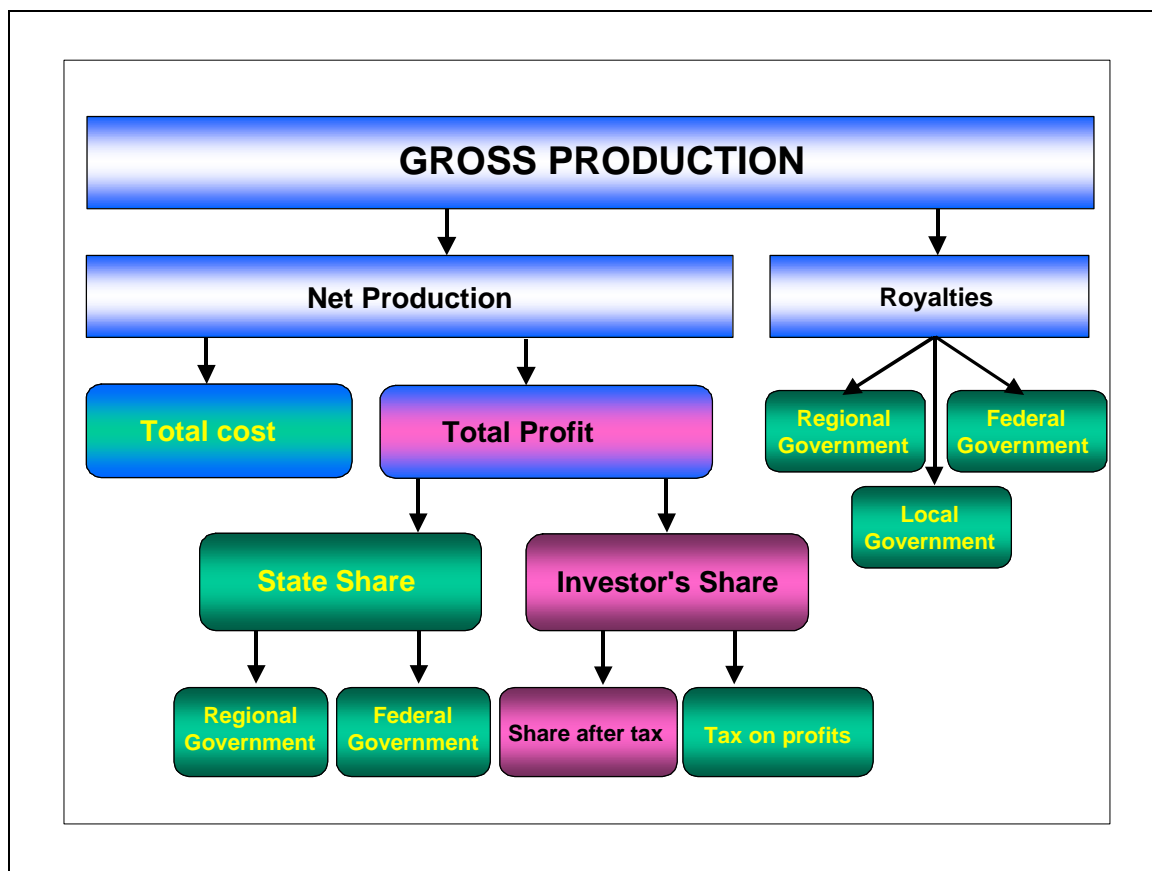 GROSS PRODUCTION
Net Production
Royalties
Total cost
Total Profit
Regional
Government
Federal
Government
Local
Government
State Share
Investor's Share
Regional
Government
Federal
Government
Share after tax
Tax on profits